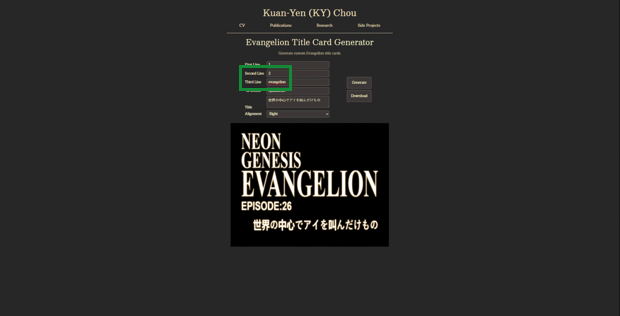 Kuan-Yen (KY) Chou
CV Publications Research Side Projects
Evangelion Title Card Generator
Generate custom Evangelion title cards.
Second Line 2
Third Line evangelion
Generate
世界の中心でアイを叫んだけもの
Download
Title
Alignment Right
NEON
GENESIS
EVANGELION
EPISODE:26
世界の中心でアイを叫んだけもの